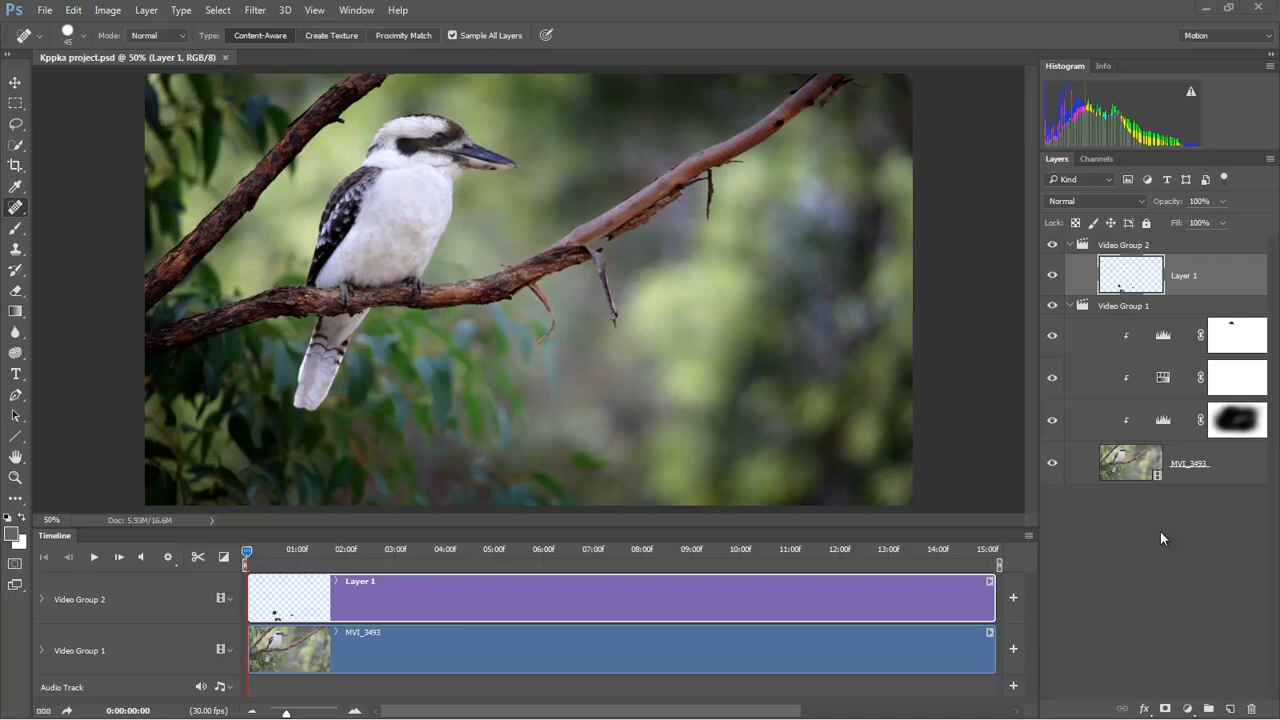 Ps File Edit Image Layer Type Select Filter 3D View Window Help
45 Mode: Normal Type: Content-Aware Create Texture Proximity Match Sample All Layers Motion
Kppka project.psd @ 50% (Layer 1, RGB/8)
Histogram Info
Layers Channels
Kind
Normal Opacity: 100%
Lock: Fill: 100%
Video Group 2
Layer 1
Video Group 1
MVI_3493
50% Doc: 5.93M/16.6M
Timeline
01:00f 02:00f 03:00f 04:00f 05:00f 06:00f 07:00f 08:00f 09:00f 10:00f 11:00f 12:00f 13:00f 14:00f 15:00f
Video Group 2 Layer 1
Video Group 1 MVI_3493
Audio Track
0:00:00:00 (30.00 fps)
fx